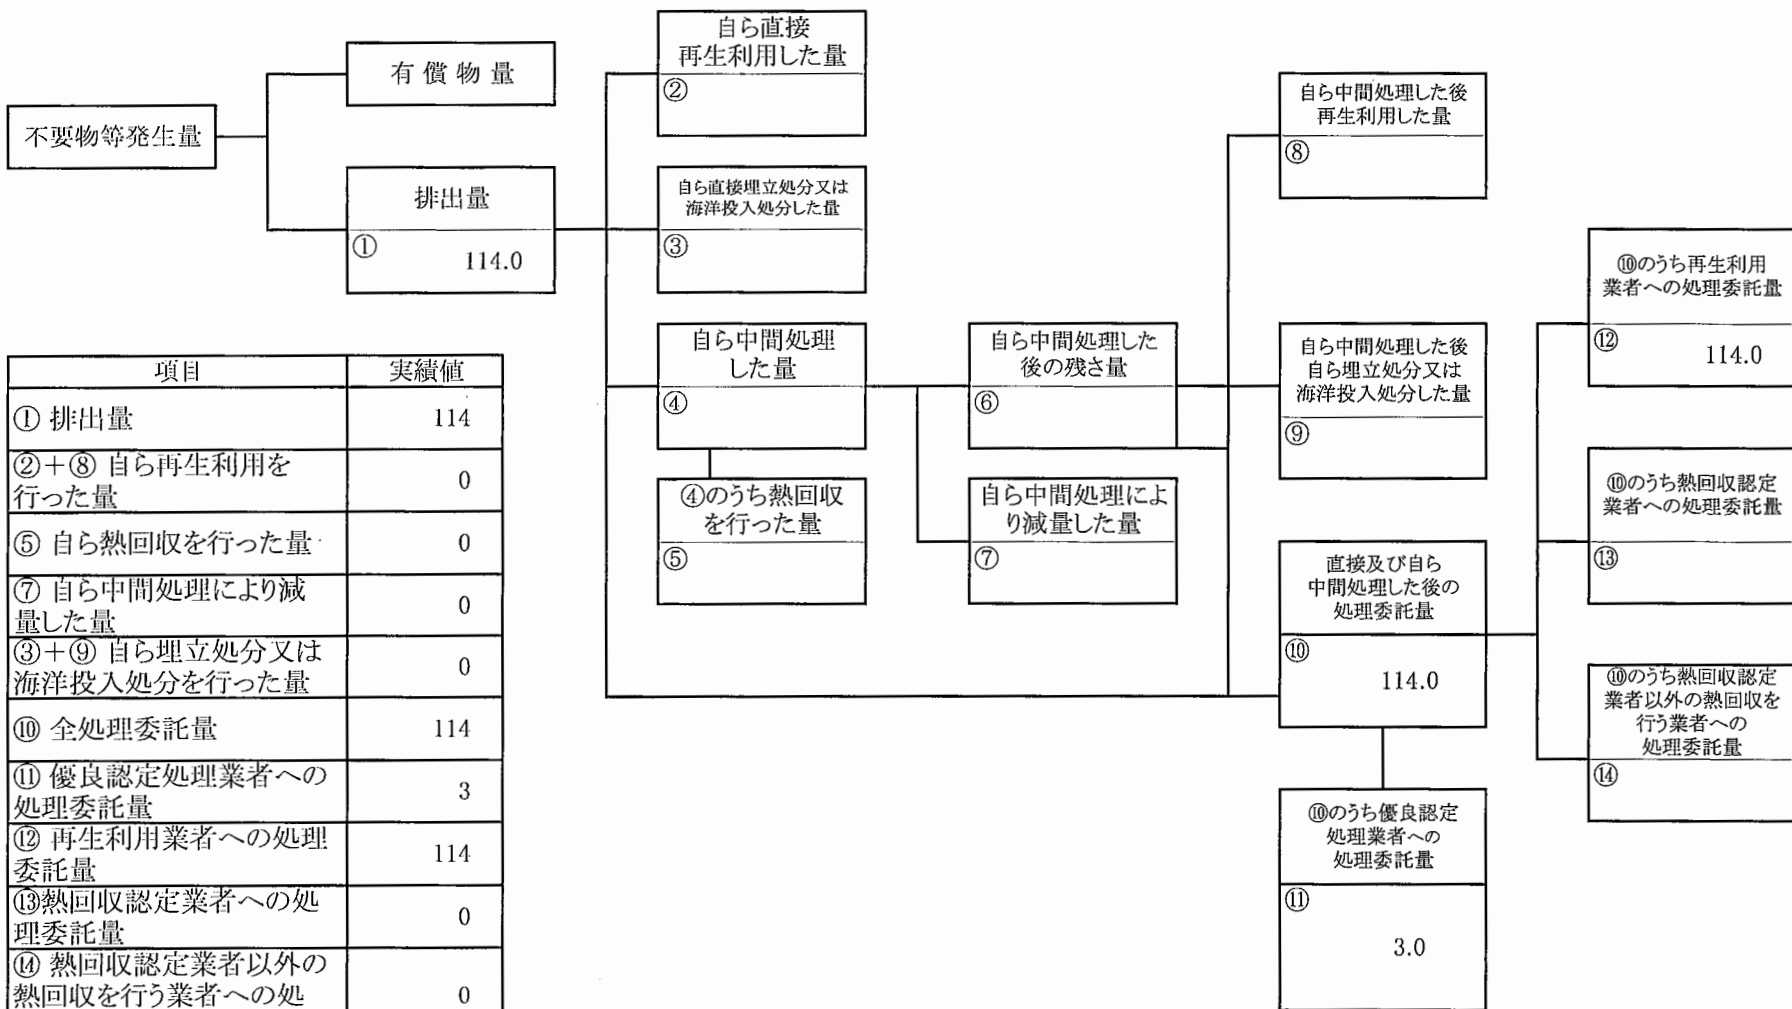 不要物等発生量
有償物量
排出量
①
114.0
自ら直接
再生利用した量
②
自ら直接埋立処分又は
海洋投入処分した量
③
自ら中間処理
した量
④
④のうち熱回収
を行った量
⑤
自ら中間処理した
後の残さ量
⑥
自ら中間処理によ
り減量した量
⑦
自ら中間処理した後
再生利用した量
⑧
自ら中間処理した後
自ら埋立処分又は
海洋投入処分した量
⑨
直接及び自ら
中間処理した後の
処理委託量
⑩
114.0
⑩のうち優良認定
処理業者への
処理委託量
⑪
3.0
⑩のうち再生利用
業者への処理委託量
⑫
114.0
⑩のうち熱回収認定
業者への処理委託量
⑬
⑩のうち熱回収認定
業者以外の熱回収を
行う業者への
処理委託量
⑭
項目 実績値
① 排出量 114
②+⑧ 自ら再生利用を
行った量 0
⑤ 自ら熱回収を行った量 0
⑦ 自ら中間処理により減
量した量 0
③+⑨ 自ら埋立処分又は
海洋投入処分を行った量 0
⑩ 全処理委託量 114
⑪ 優良認定処理業者への
処理委託量 3
⑫ 再生利用業者への処理
委託量 114
⑬熱回収認定業者への処
理委託量 0
⑭ 熱回収認定業者以外の
熱回収を行う業者への処 0